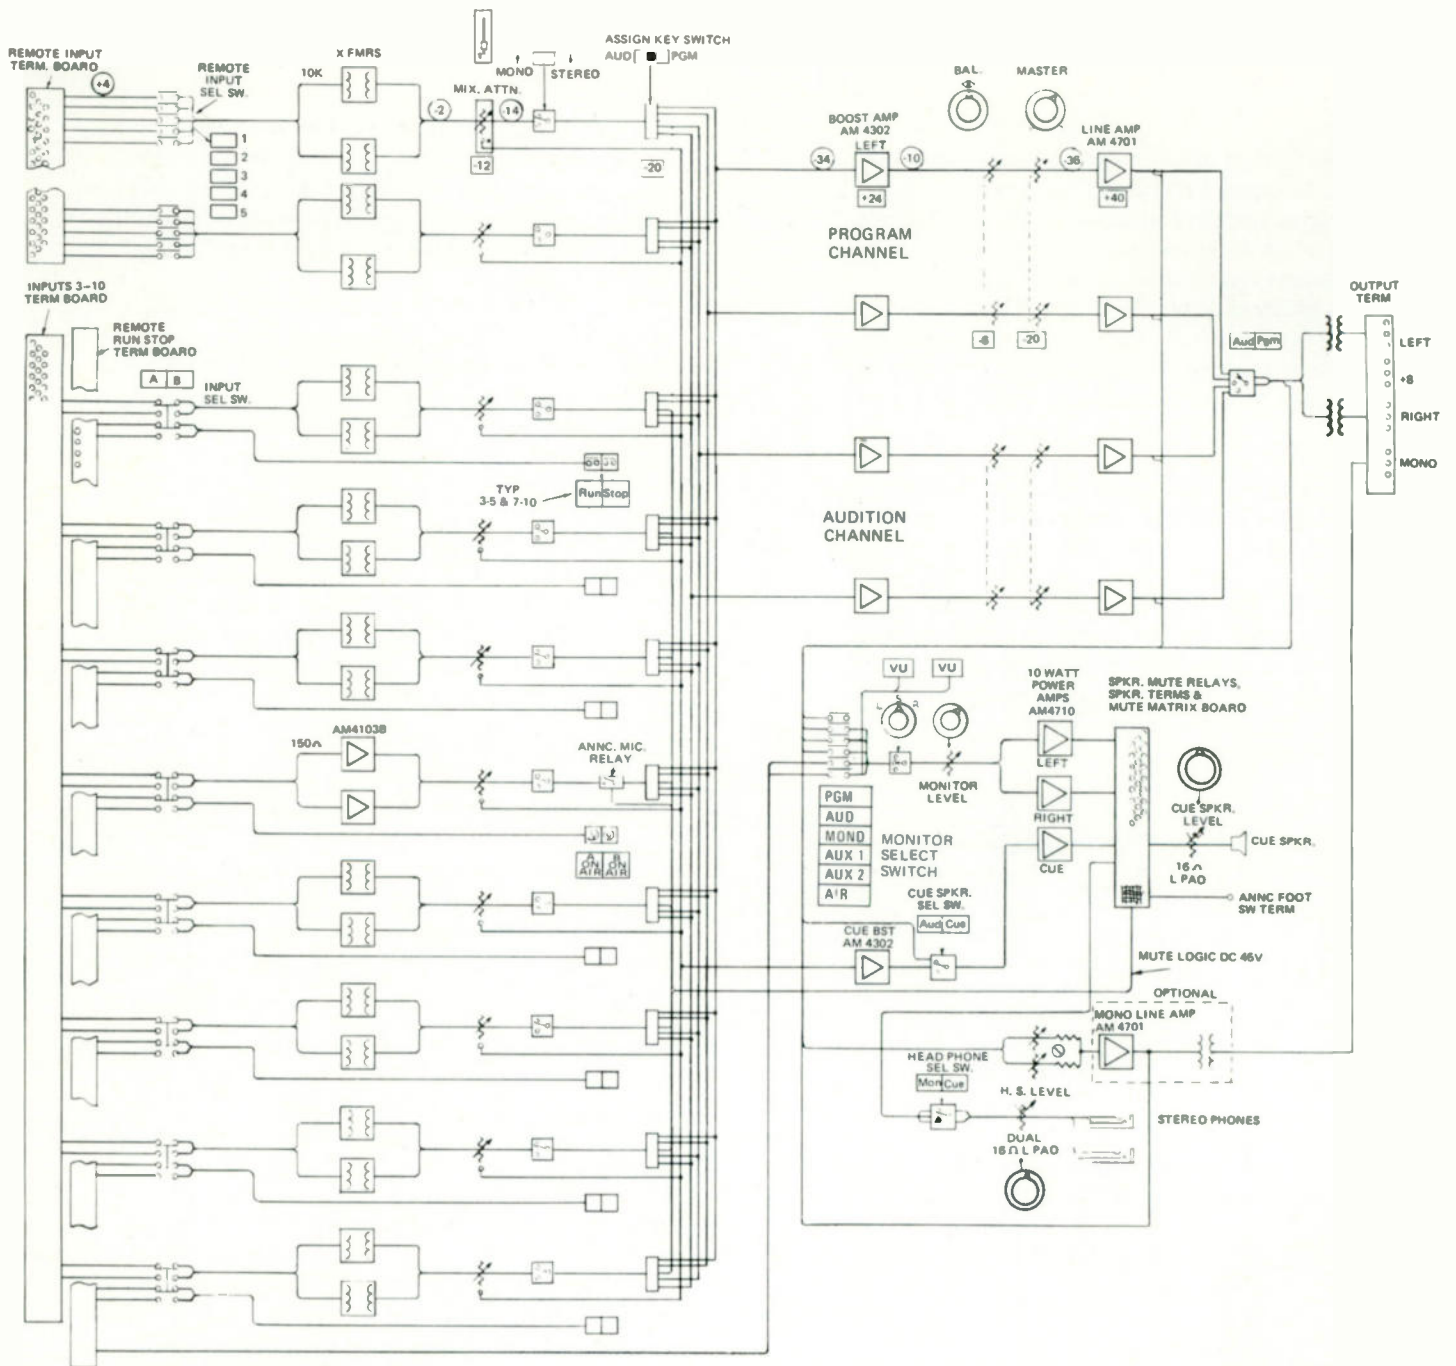 REMOTE INPUT
TERM. BOARD
+4
REMOTE
INPUT
SEL SW.
1
2
3
4
5
X FMRS
10K
-2
MIX. ATTN.
-12
-14
MONO
STEREO
ASSIGN KEY SWITCH
AUD
PGM
-20
BAL.
MASTER
BOOST AMP
AM 4302
LEFT
-34
+24
-10
-36
LINE AMP
AM 4701
+40
PROGRAM
CHANNEL
-6
-20
Aud Pgm
OUTPUT
TERM
LEFT
+8
RIGHT
MONO
INPUTS 3-10
TERM BOARD
REMOTE
RUN STOP
TERM BOARD
A B
INPUT
SEL SW.
TYP
3-5 & 7-10
Run Stop
AUDITION
CHANNEL
150Ω
AM4103B
ANNC. MIC.
RELAY
A
ON
AIR
B
ON
AIR
VU
VU
L S R
MONITOR
LEVEL
10 WATT
POWER
AMPS
AM4710
LEFT
RIGHT
CUE
SPKR. MUTE RELAYS,
SPKR. TERMS &
MUTE MATRIX BOARD
CUE SPKR.
LEVEL
16Ω
L PAD
CUE SPKR.
ANNC FOOT
SW TERM
PGM
AUD
MONO
AUX 1
AUX 2
AIR
MONITOR
SELECT
SWITCH
CUE SPKR.
SEL SW.
Aud Cue
CUE BST
AM 4302
MUTE LOGIC DC 46V
OPTIONAL
MONO LINE AMP
AM 4701
HEAD PHONE
SEL SW.
Mon Cue
H. S. LEVEL
DUAL
16Ω L PAD
STEREO PHONES